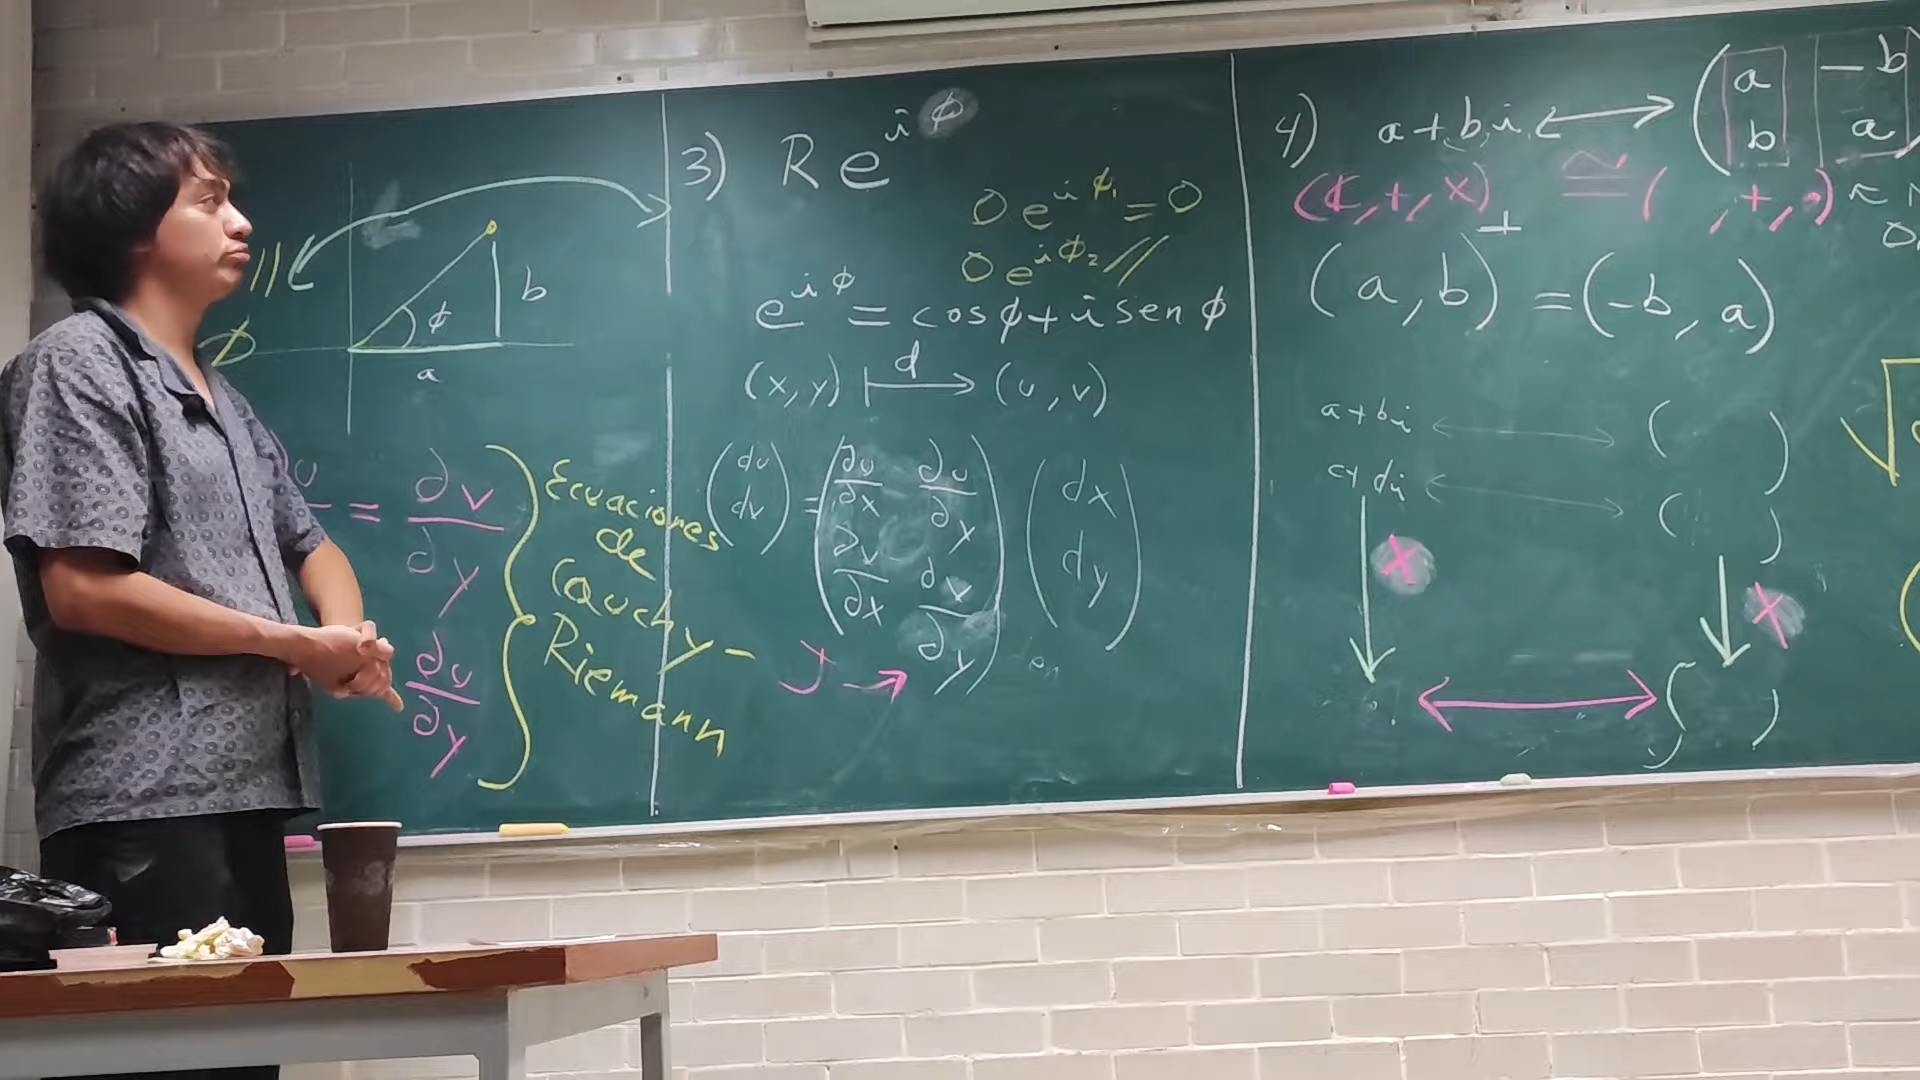 φ
b
a
∂v/∂y
= ∂v/∂y
∂u/∂y
Ecuaciones
de
Cauchy-
Riemann
3) Re^{iφ}
0e^{iφ₁} = 0
0e^{iφ₂} //
e^{iφ} = cosφ + i sen φ
(x, y) |—d→ (u, v)
(du dv) = (∂u/∂x ∂u/∂y ∂v/∂x ∂v/∂y) (dx dy)
J →
4) a + bi ↔ (a -b b a)
(ℂ, +, ×) ≅ ( , +, ·)
(a, b)^⊥ = (-b, a)
a + bi ↔ ( )
c + di ↔ ( )
× ×
↔ ( )